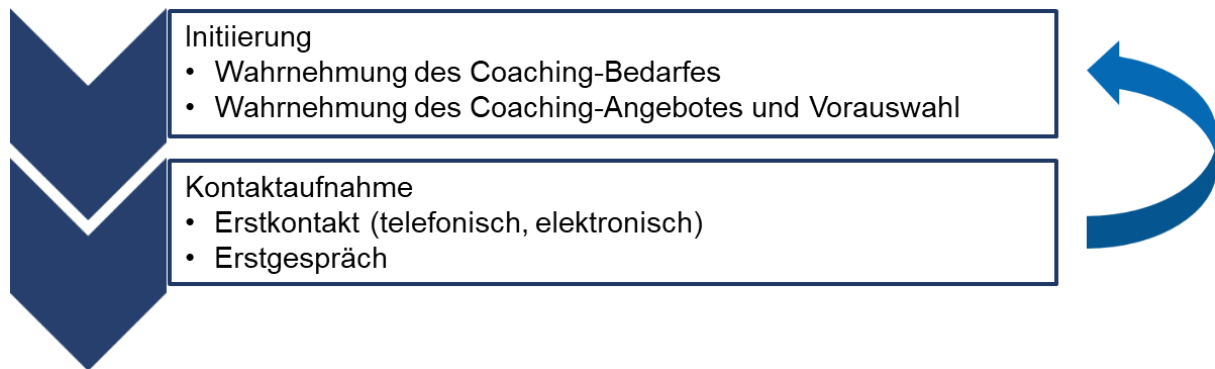 Initiierung
• Wahrnehmung des Coaching-Bedarfes
• Wahrnehmung des Coaching-Angebotes und Vorauswahl
Kontaktaufnahme
• Erstkontakt (telefonisch, elektronisch)
• Erstgespräch